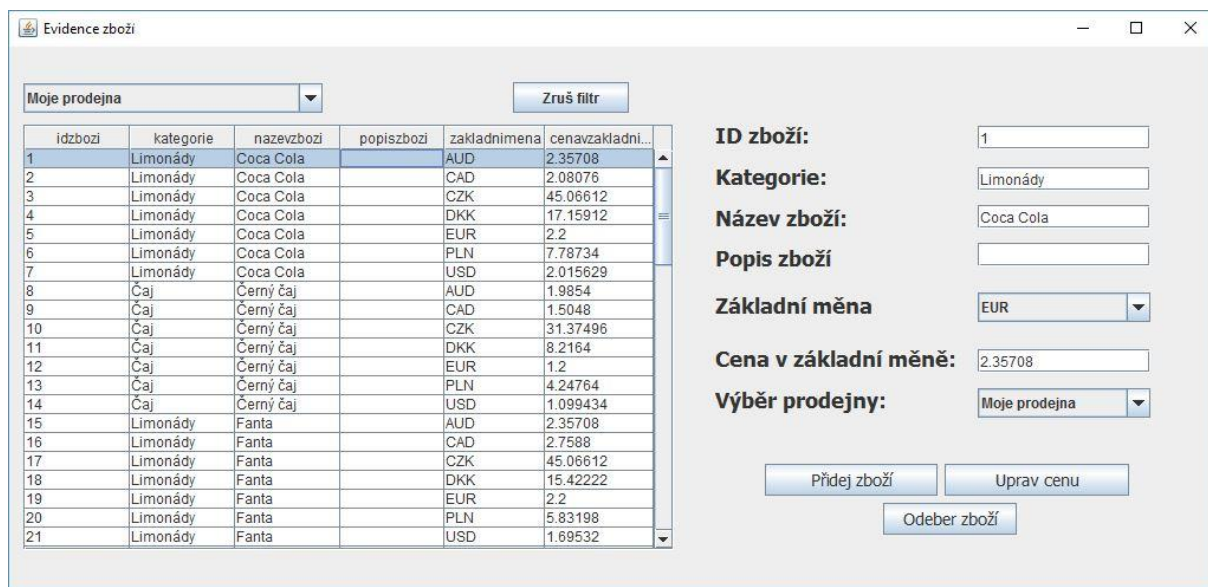 Evidence zboží
Moje prodejna
Zruš filtr
idzbozi kategorie nazevzbozi popiszbozi zakladnimena cenavzakladni...
1 Limonády Coca Cola AUD 2.35708
2 Limonády Coca Cola CAD 2.08076
3 Limonády Coca Cola CZK 45.06612
4 Limonády Coca Cola DKK 17.15912
5 Limonády Coca Cola EUR 2.2
6 Limonády Coca Cola PLN 7.78734
7 Limonády Coca Cola USD 2.015629
8 Čaj Černý čaj AUD 1.9854
9 Čaj Černý čaj CAD 1.5048
10 Čaj Černý čaj CZK 31.37496
11 Čaj Černý čaj DKK 8.2164
12 Čaj Černý čaj EUR 1.2
13 Čaj Černý čaj PLN 4.24764
14 Čaj Černý čaj USD 1.099434
15 Limonády Fanta AUD 2.35708
16 Limonády Fanta CAD 2.7588
17 Limonády Fanta CZK 45.06612
18 Limonády Fanta DKK 15.42222
19 Limonády Fanta EUR 2.2
20 Limonády Fanta PLN 5.83198
21 Limonády Fanta USD 1.69532
ID zboží: 1
Kategorie: Limonády
Název zboží: Coca Cola
Popis zboží
Základní měna EUR
Cena v základní měně: 2.35708
Výběr prodejny: Moje prodejna
Přidej zboží Uprav cenu
Odeber zboží